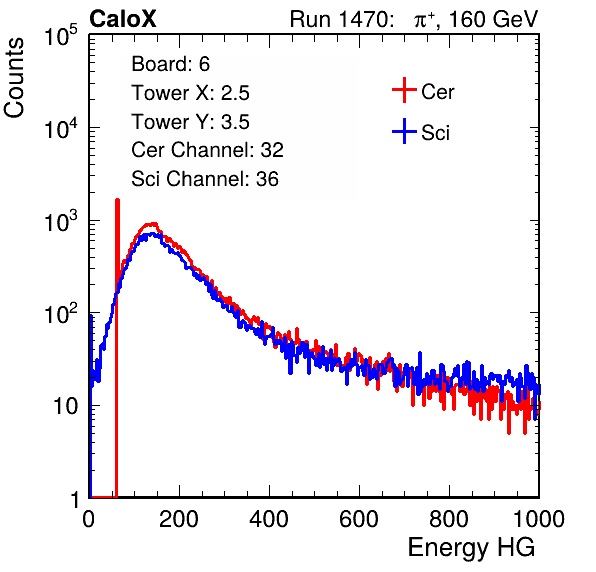 CaloX Run 1470: π⁺, 160 GeV
Counts
10⁵
10⁴
10³
10²
10
1
Board: 6
Tower X: 2.5
Tower Y: 3.5
Cer Channel: 32
Sci Channel: 36
Cer
Sci
0 200 400 600 800 1000
Energy HG